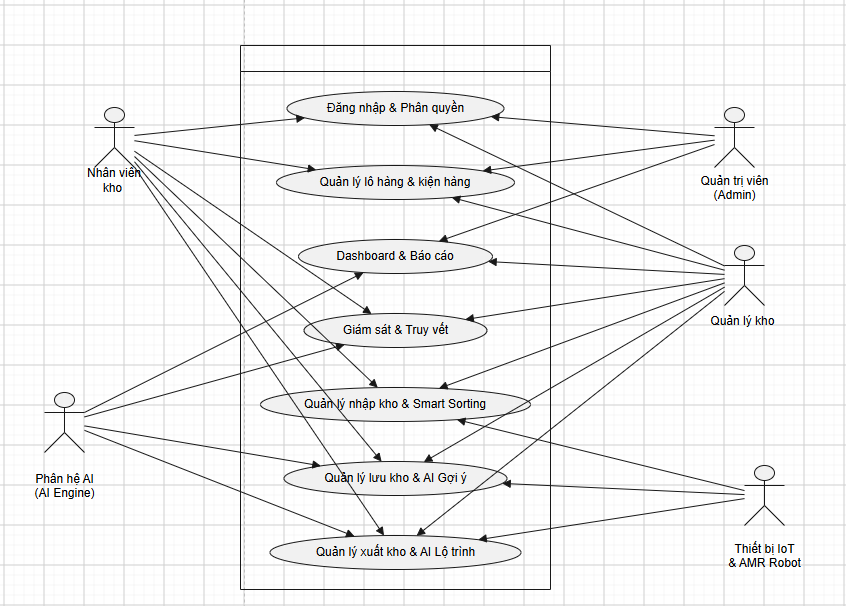 Đăng nhập & Phân quyền
Nhân viên
kho
Quản lý lô hàng & kiện hàng
Quản trị viên
(Admin)
Dashboard & Báo cáo
Giám sát & Truy vết
Quản lý kho
Quản lý nhập kho & Smart Sorting
Phân hệ AI
(AI Engine)
Quản lý lưu kho & AI Gợi ý
Quản lý xuất kho & AI Lộ trình
Thiết bị IoT
& AMR Robot